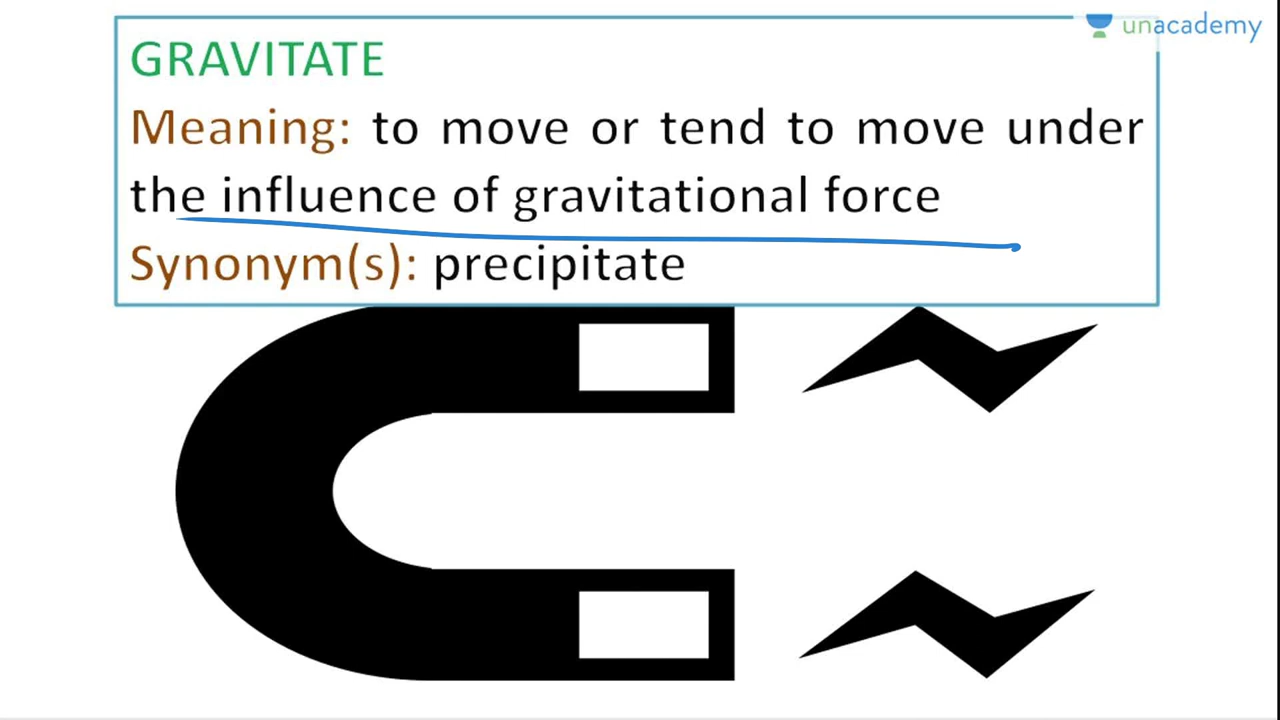 unacademy
GRAVITATE
Meaning: to move or tend to move under
the influence of gravitational force
Synonym(s): precipitate